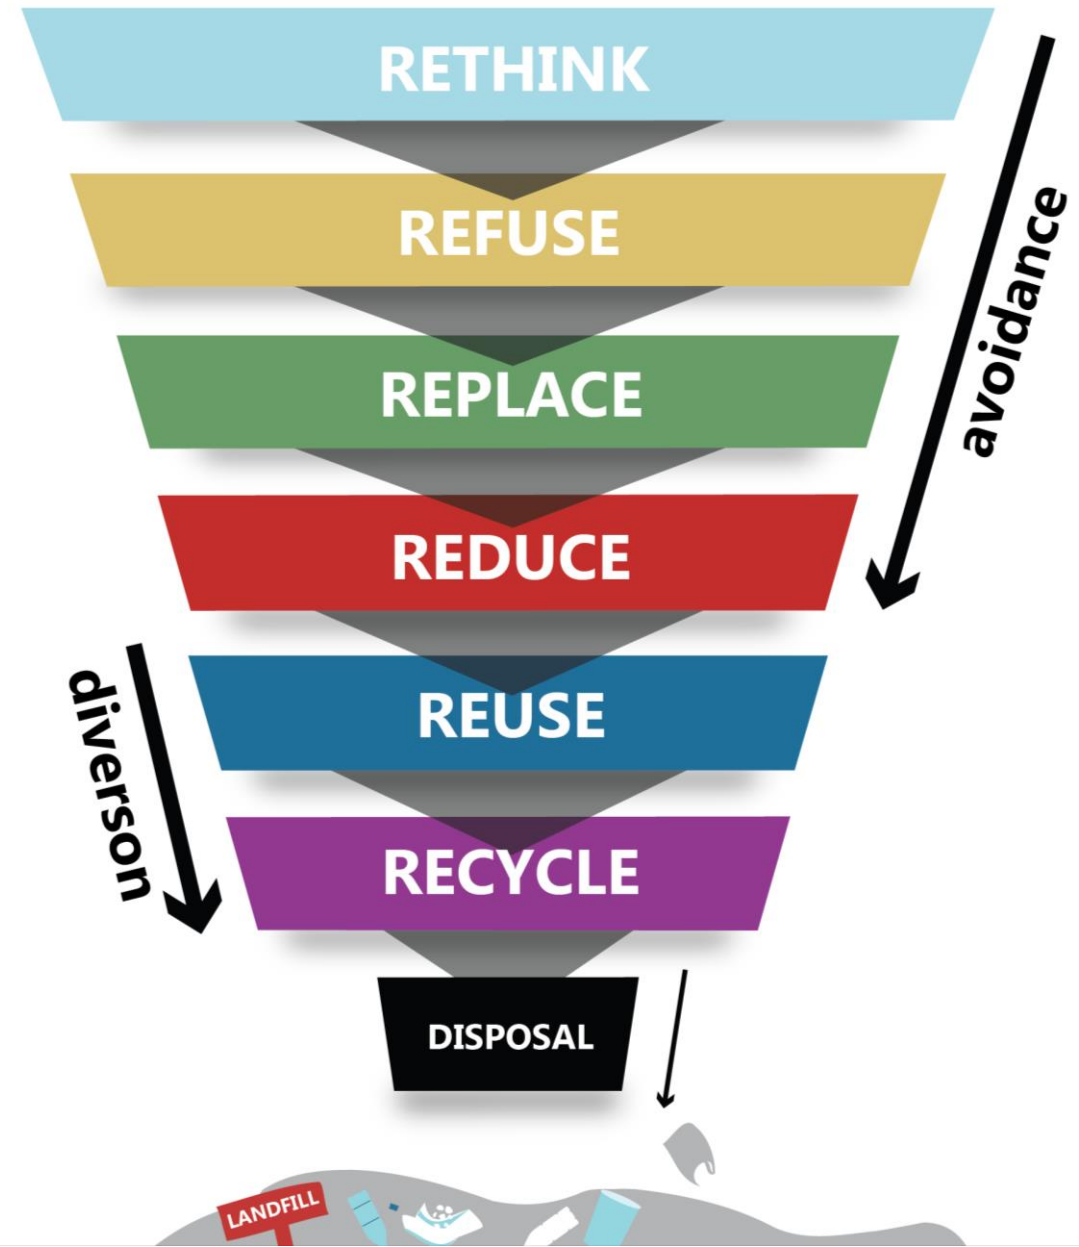 RETHINK
REFUSE
avoidance
REPLACE
REDUCE
REUSE
diverson
RECYCLE
DISPOSAL
LANDFILL